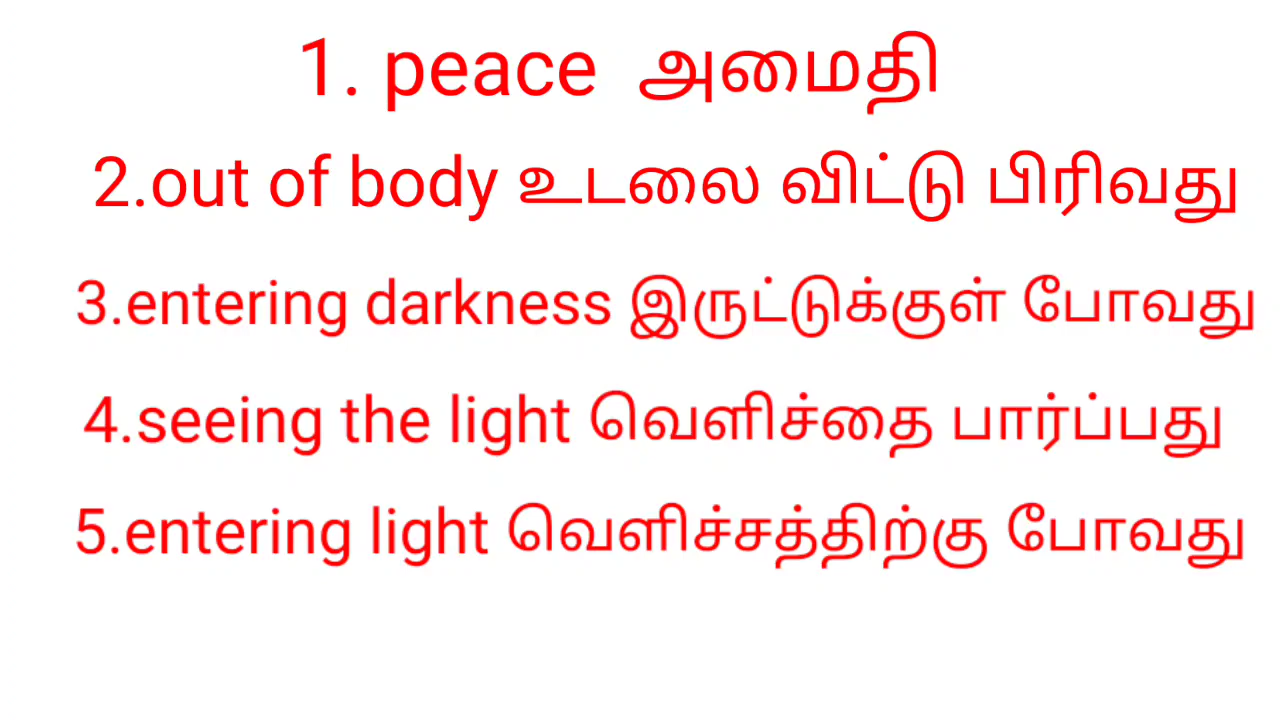 1. peace அமைதி
2.out of body உடலை விட்டு பிரிவது
3.entering darkness இருட்டுக்குள் போவது
4.seeing the light வெளிச்தை பார்ப்பது
5.entering light வெளிச்சத்திற்கு போவது